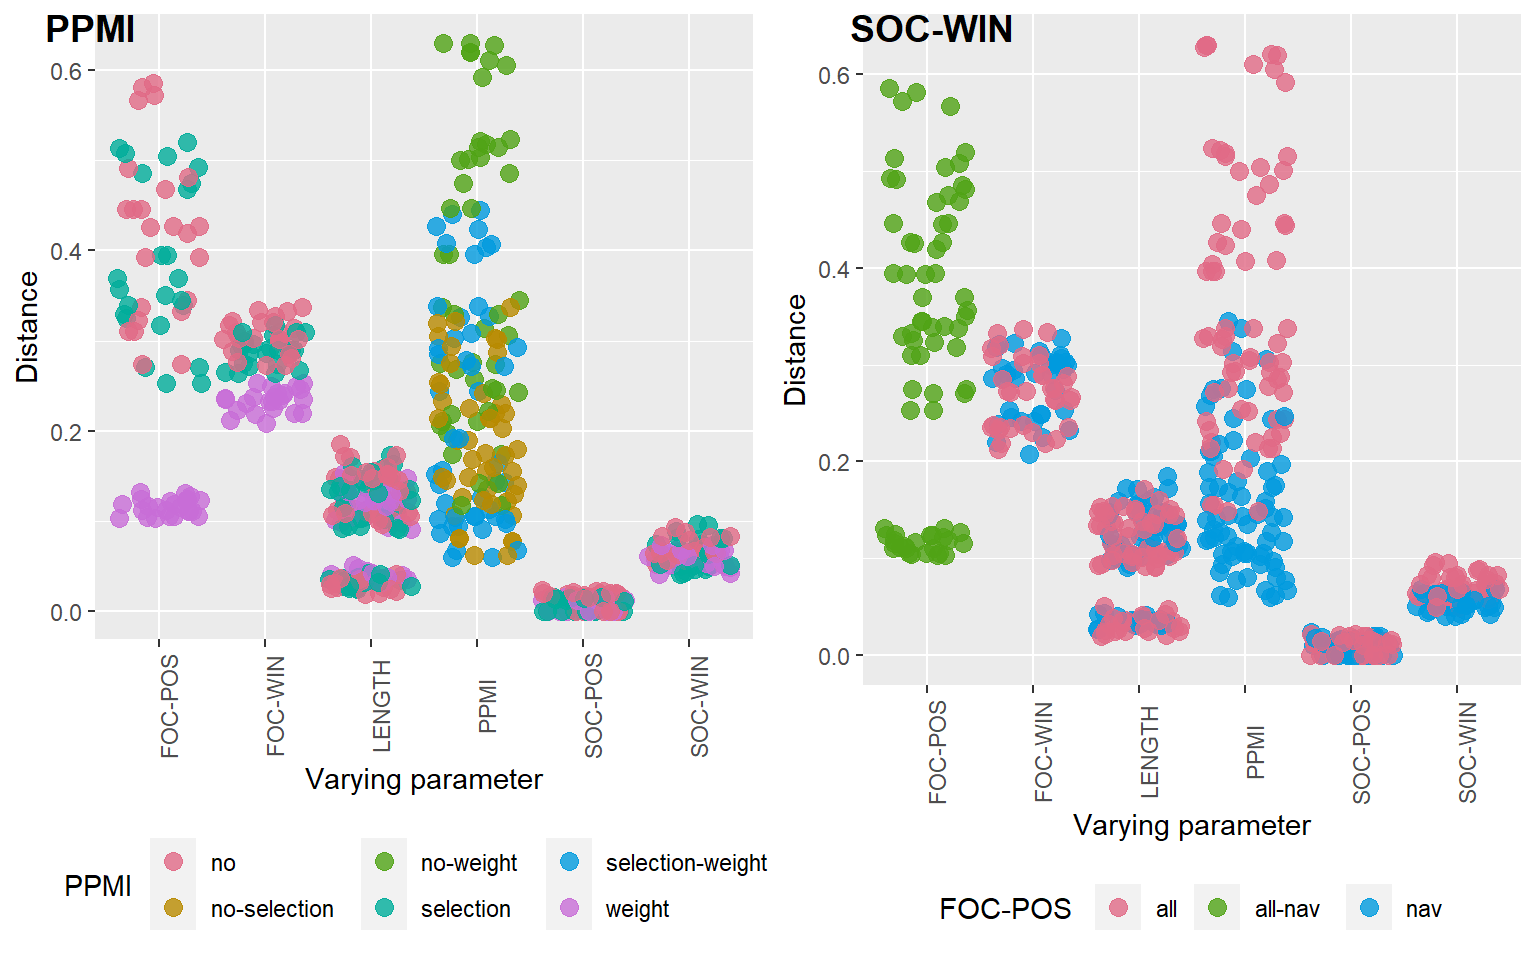 PPMI
Distance
0.6
0.4
0.2
0.0
FOC-POS
FOC-WIN
LENGTH
PPMI
SOC-POS
SOC-WIN
Varying parameter
PPMI
no
no-weight
selection-weight
no-selection
selection
weight
SOC-WIN
Distance
0.6
0.4
0.2
0.0
FOC-POS
FOC-WIN
LENGTH
PPMI
SOC-POS
SOC-WIN
Varying parameter
FOC-POS
all
all-nav
nav